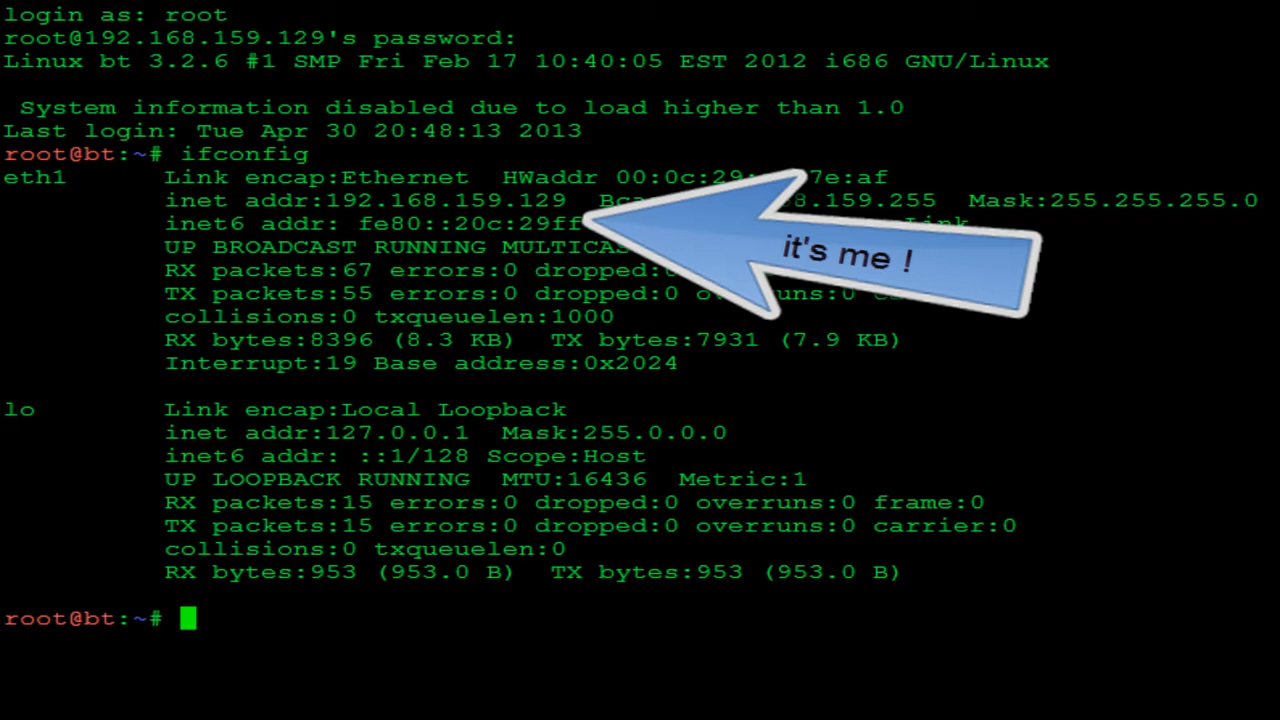 login as: root
root@192.168.159.129's password:
Linux bt 3.2.6 #1 SMP Fri Feb 17 10:40:05 EST 2012 i686 GNU/Linux
System information disabled due to load higher than 1.0
Last login: Tue Apr 30 20:48:13 2013
root@bt:~# ifconfig
eth1 Link encap:Ethernet HWaddr 00:0c:29: 7e:af
inet addr:192.168.159.129 8.159.255 Mask:255.255.255.0
inet6 addr: fe80::20c:29ff
UP BROADCAST RUNNING
RX packets:67 errors:0 dropped:
TX packets:55 errors:0 dropped:0
collisions:0 txqueuelen:1000
RX bytes:8396 (8.3 KB) TX bytes:7931 (7.9 KB)
Interrupt:19 Base address:0x2024
it's me !
lo Link encap:Local Loopback
inet addr:127.0.0.1 Mask:255.0.0.0
inet6 addr: ::1/128 Scope:Host
UP LOOPBACK RUNNING MTU:16436 Metric:1
RX packets:15 errors:0 dropped:0 overruns:0 frame:0
TX packets:15 errors:0 dropped:0 overruns:0 carrier:0
collisions:0 txqueuelen:0
RX bytes:953 (953.0 B) TX bytes:953 (953.0 B)
root@bt:~#